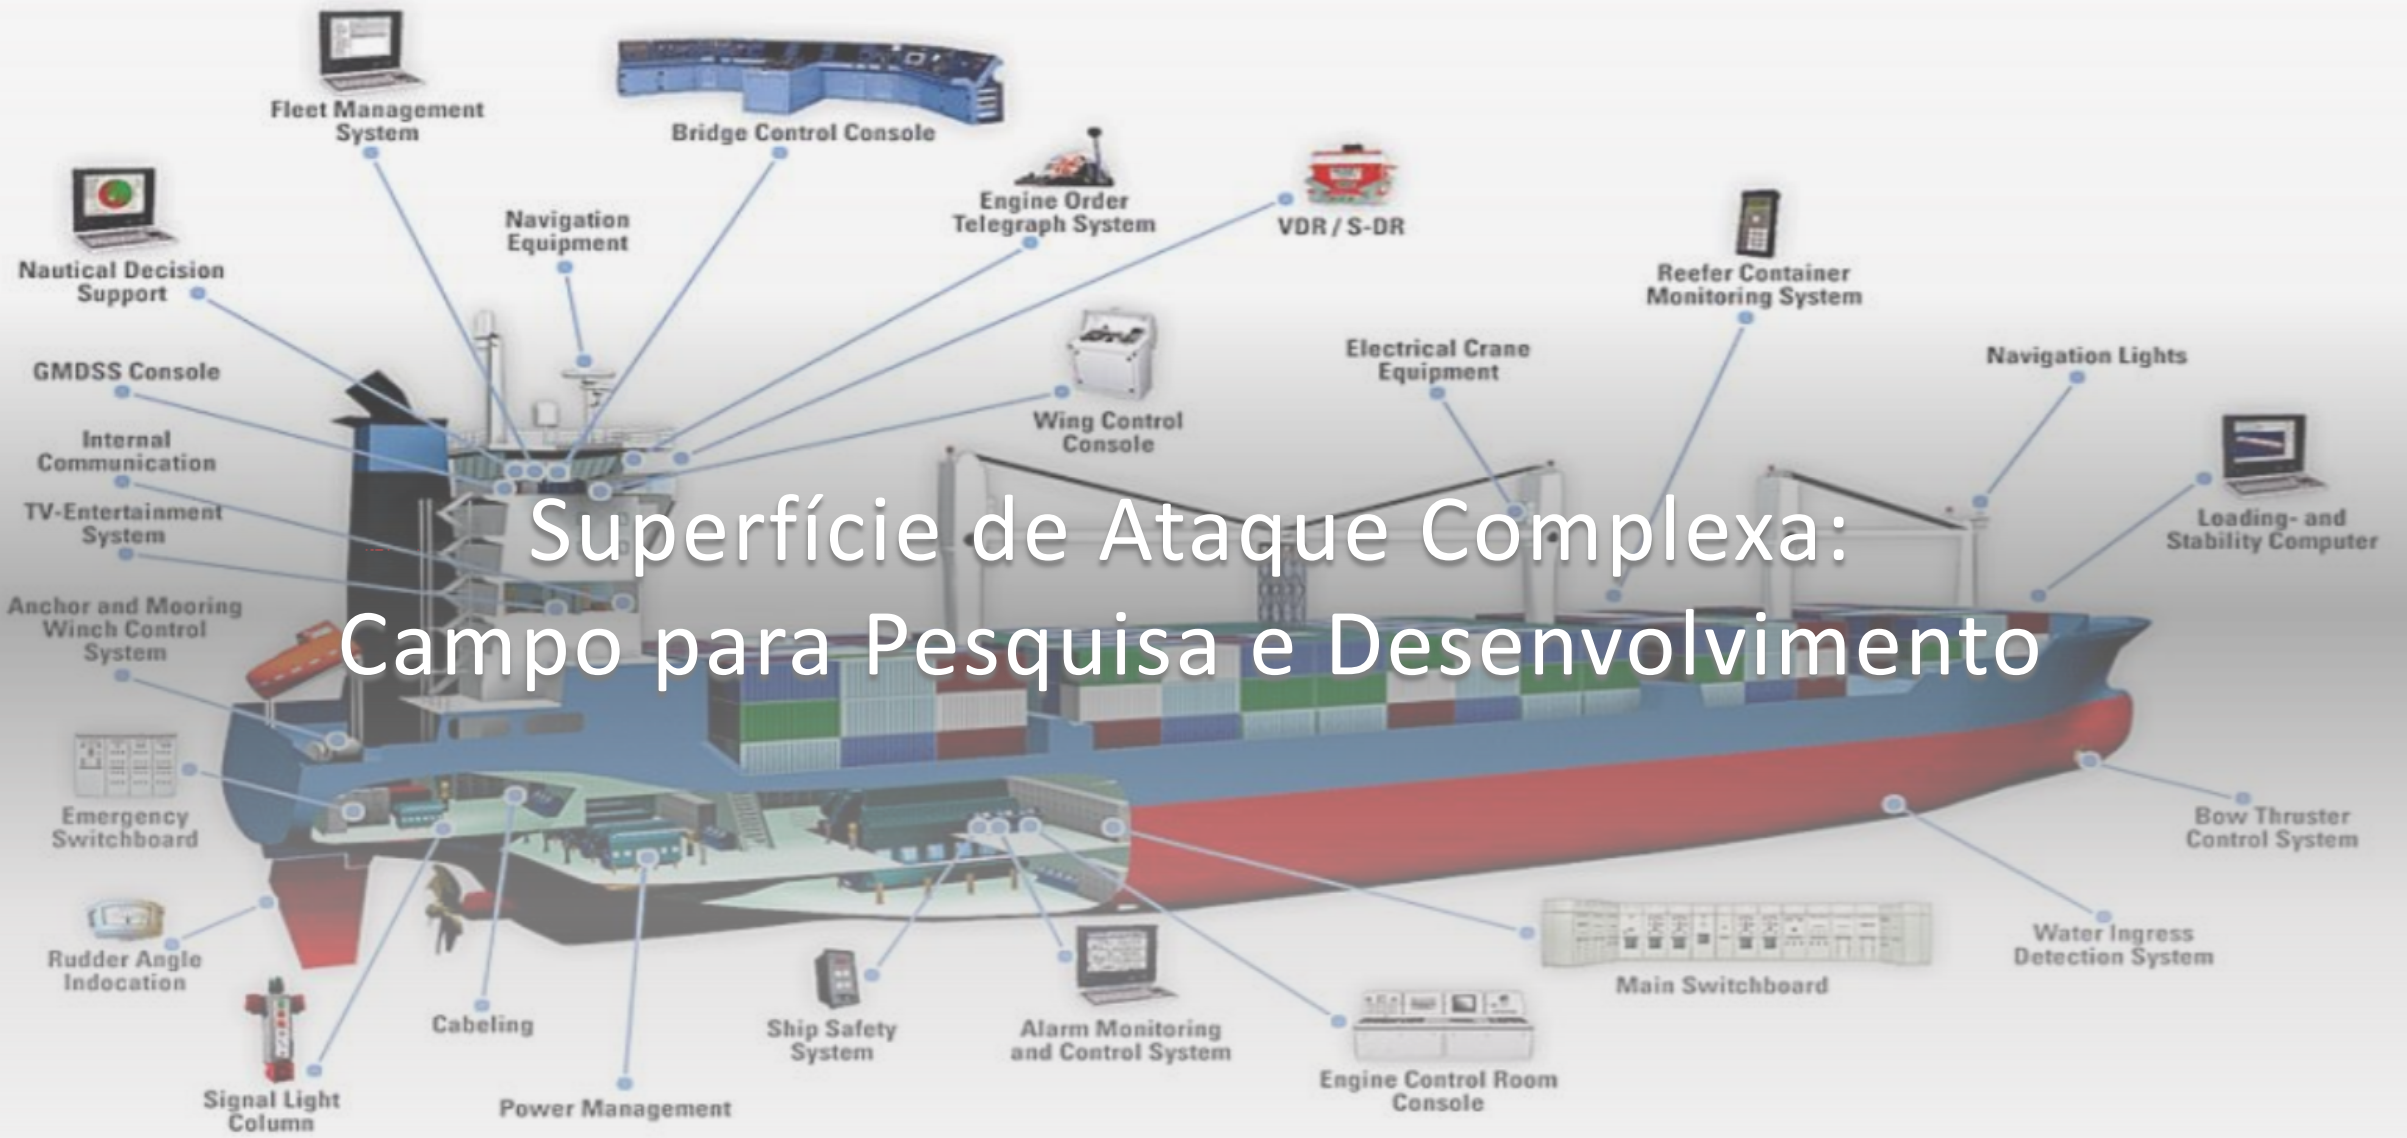 Fleet Management
System
Bridge Control Console
Engine Order
Telegraph System
VDR / S-DR
Navigation
Equipment
Nautical Decision
Support
Reefer Container
Monitoring System
Electrical Crane
Equipment
Navigation Lights
GMDSS Console
Wing Control
Console
Internal
Communication
TV-Entertainment
System
Loading- and
Stability Computer
Superfície de Ataque Complexa:
Campo para Pesquisa e Desenvolvimento
Anchor and Mooring
Winch Control
System
Emergency
Switchboard
Bow Thruster
Control System
Rudder Angle
Indocation
Water Ingress
Detection System
Main Switchboard
Cabeling
Ship Safety
System
Alarm Monitoring
and Control System
Engine Control Room
Console
Signal Light
Column
Power Management